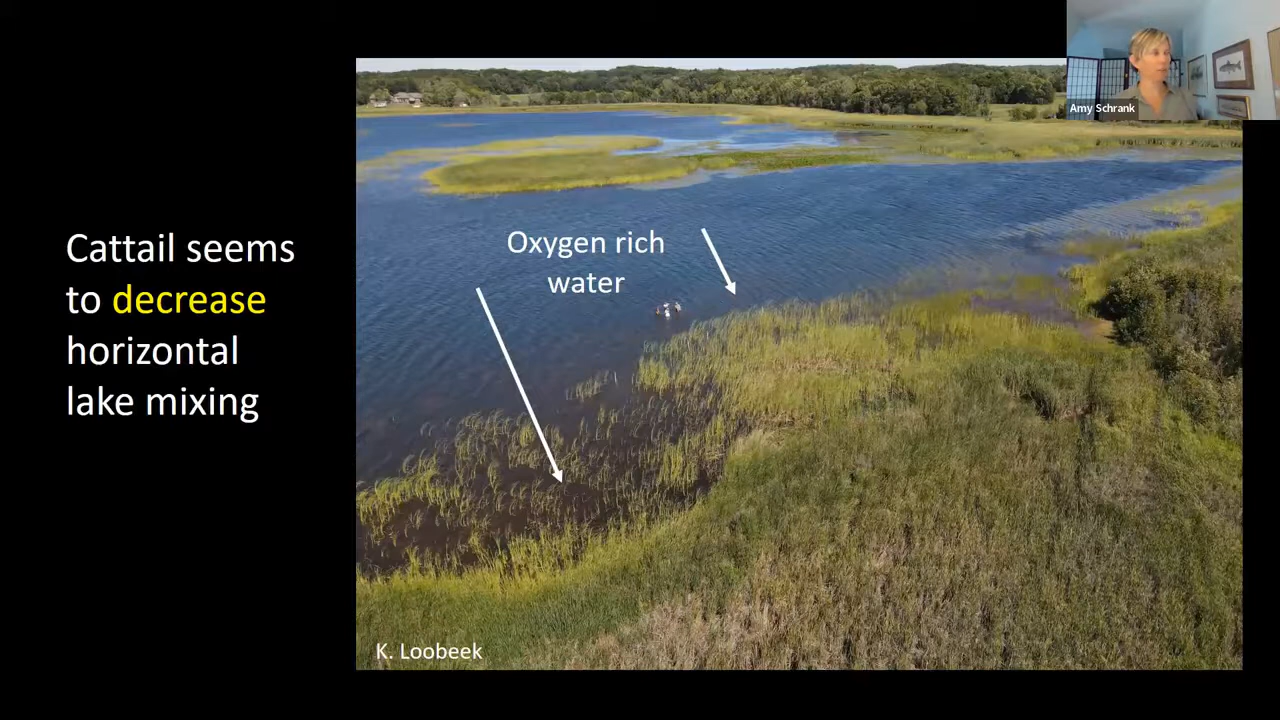 Amy Schrank
Cattail seems
to decrease
horizontal
lake mixing
Oxygen rich
water
K. Loobeek